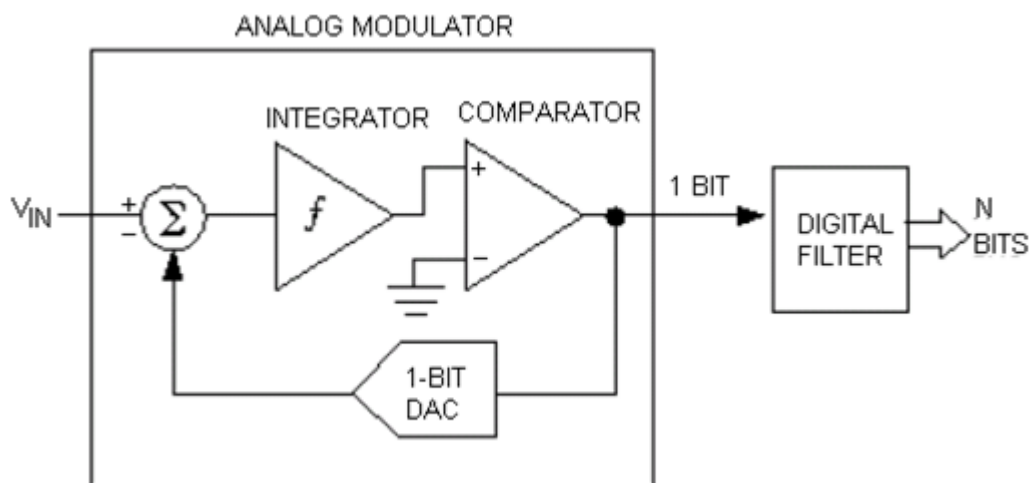 ANALOG MODULATOR
INTEGRATOR
COMPARATOR
VIN
+
−
Σ
ƒ
+
−
1 BIT
DIGITAL
FILTER
N
BITS
1-BIT
DAC